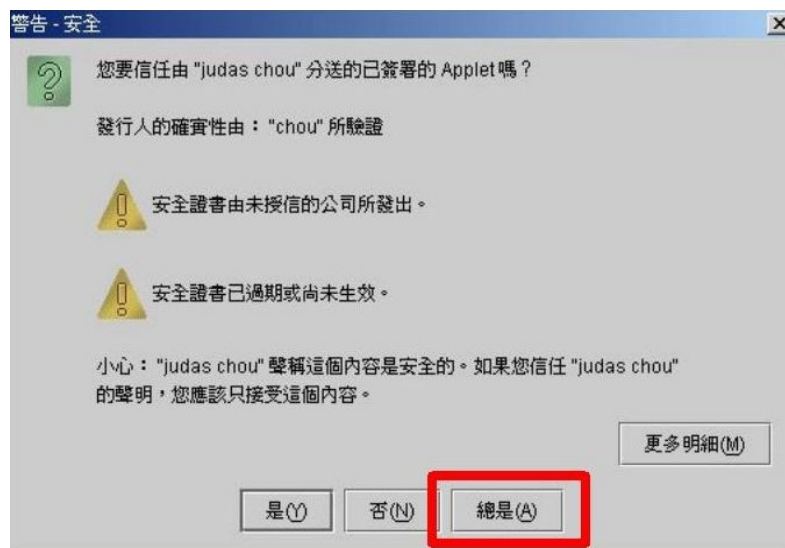 警告 - 安全
您要信任由 "judas chou" 分送的已簽署的 Applet 嗎？
發行人的確實性由： "chou" 所驗證
安全證書由未授信的公司所發出。
安全證書已過期或尚未生效。
小心： "judas chou" 聲稱這個內容是安全的。如果您信任 "judas chou"
的聲明，您應該只接受這個內容。
更多明細(M)
是(Y) 否(N) 總是(A)